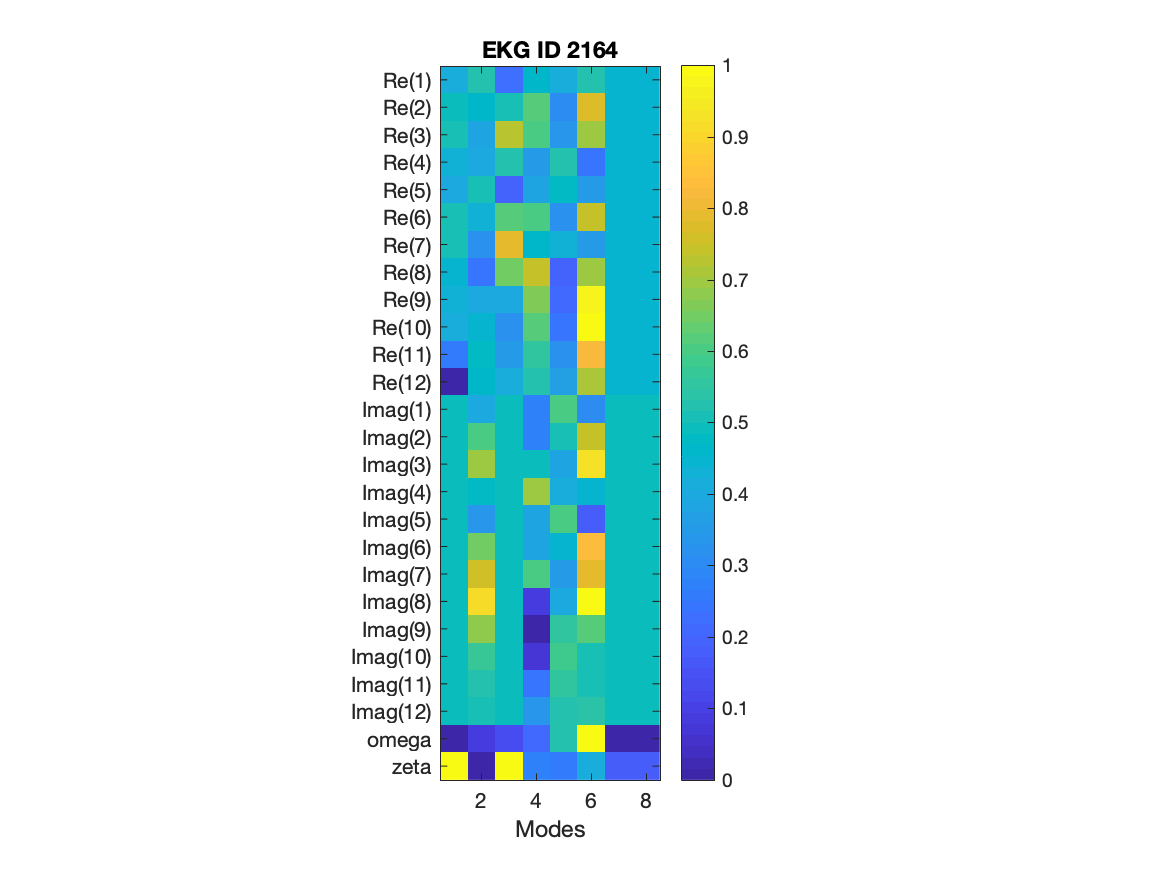 EKG ID 2164
Re(1)
Re(2)
Re(3)
Re(4)
Re(5)
Re(6)
Re(7)
Re(8)
Re(9)
Re(10)
Re(11)
Re(12)
Imag(1)
Imag(2)
Imag(3)
Imag(4)
Imag(5)
Imag(6)
Imag(7)
Imag(8)
Imag(9)
Imag(10)
Imag(11)
Imag(12)
omega
zeta
2 4 6 8
Modes
1
0.9
0.8
0.7
0.6
0.5
0.4
0.3
0.2
0.1
0